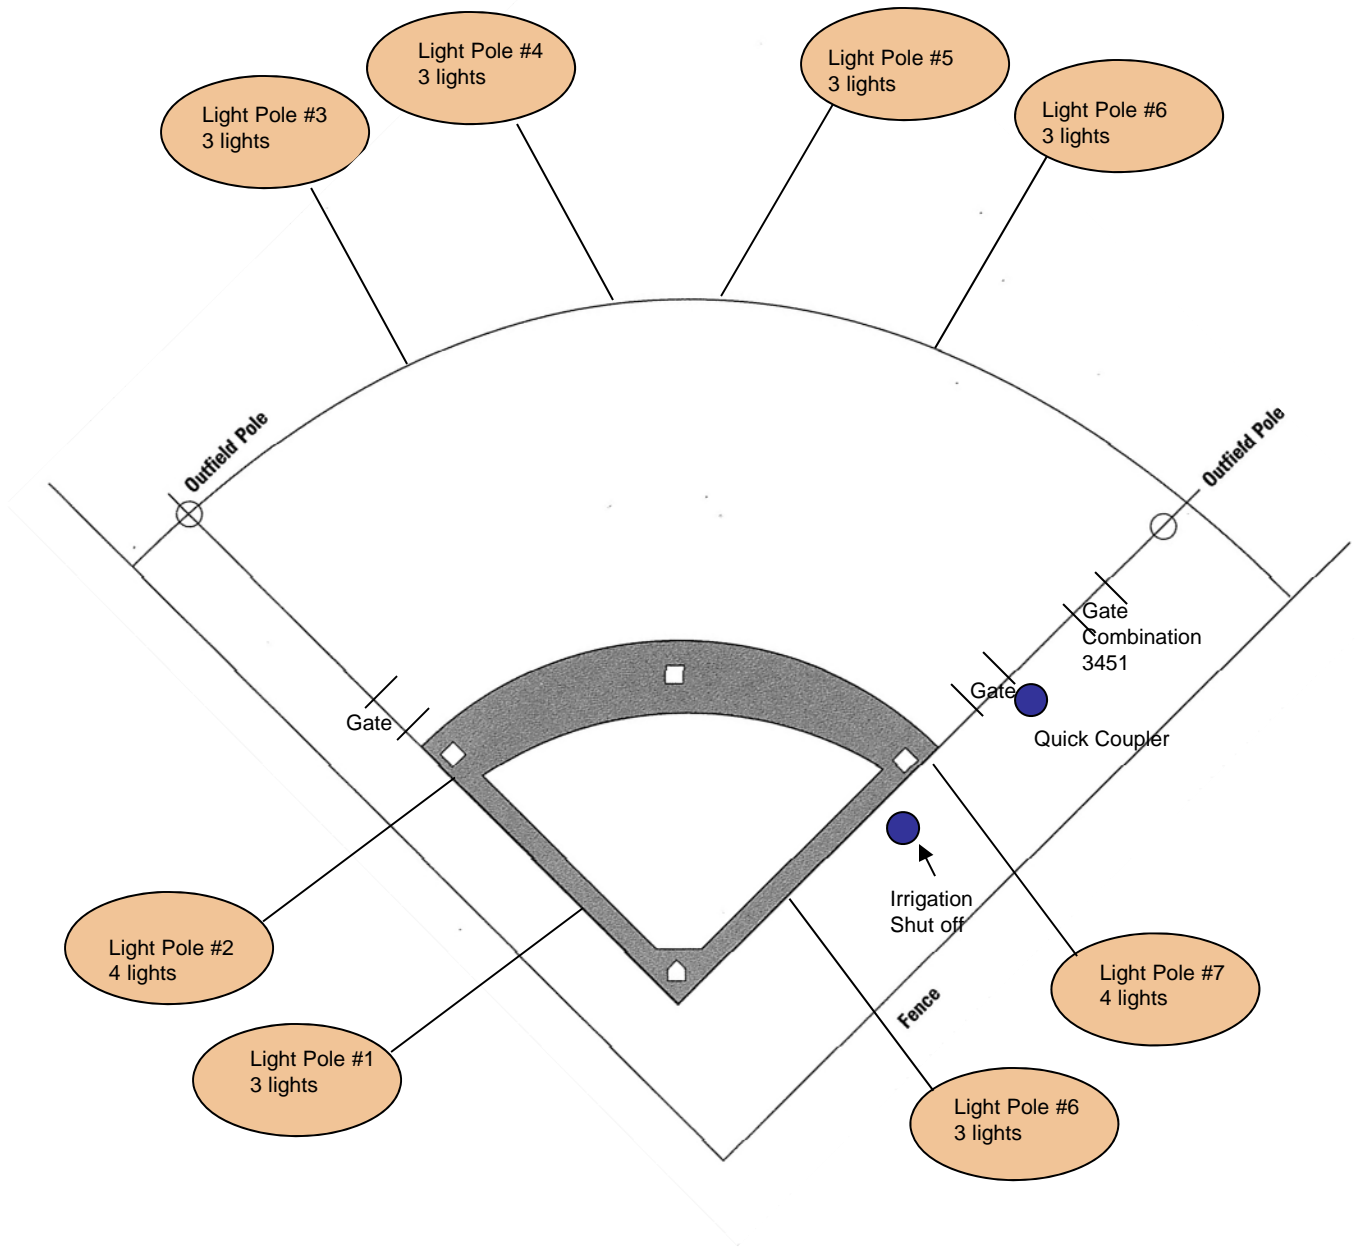 Light Pole #4
3 lights
Light Pole #5
3 lights
Light Pole #3
3 lights
Light Pole #6
3 lights
Outfield Pole
Outfield Pole
Gate
Combination
3451
Gate
Gate
Quick Coupler
Irrigation
Shut off
Light Pole #2
4 lights
Light Pole #7
4 lights
Fence
Light Pole #1
3 lights
Light Pole #6
3 lights